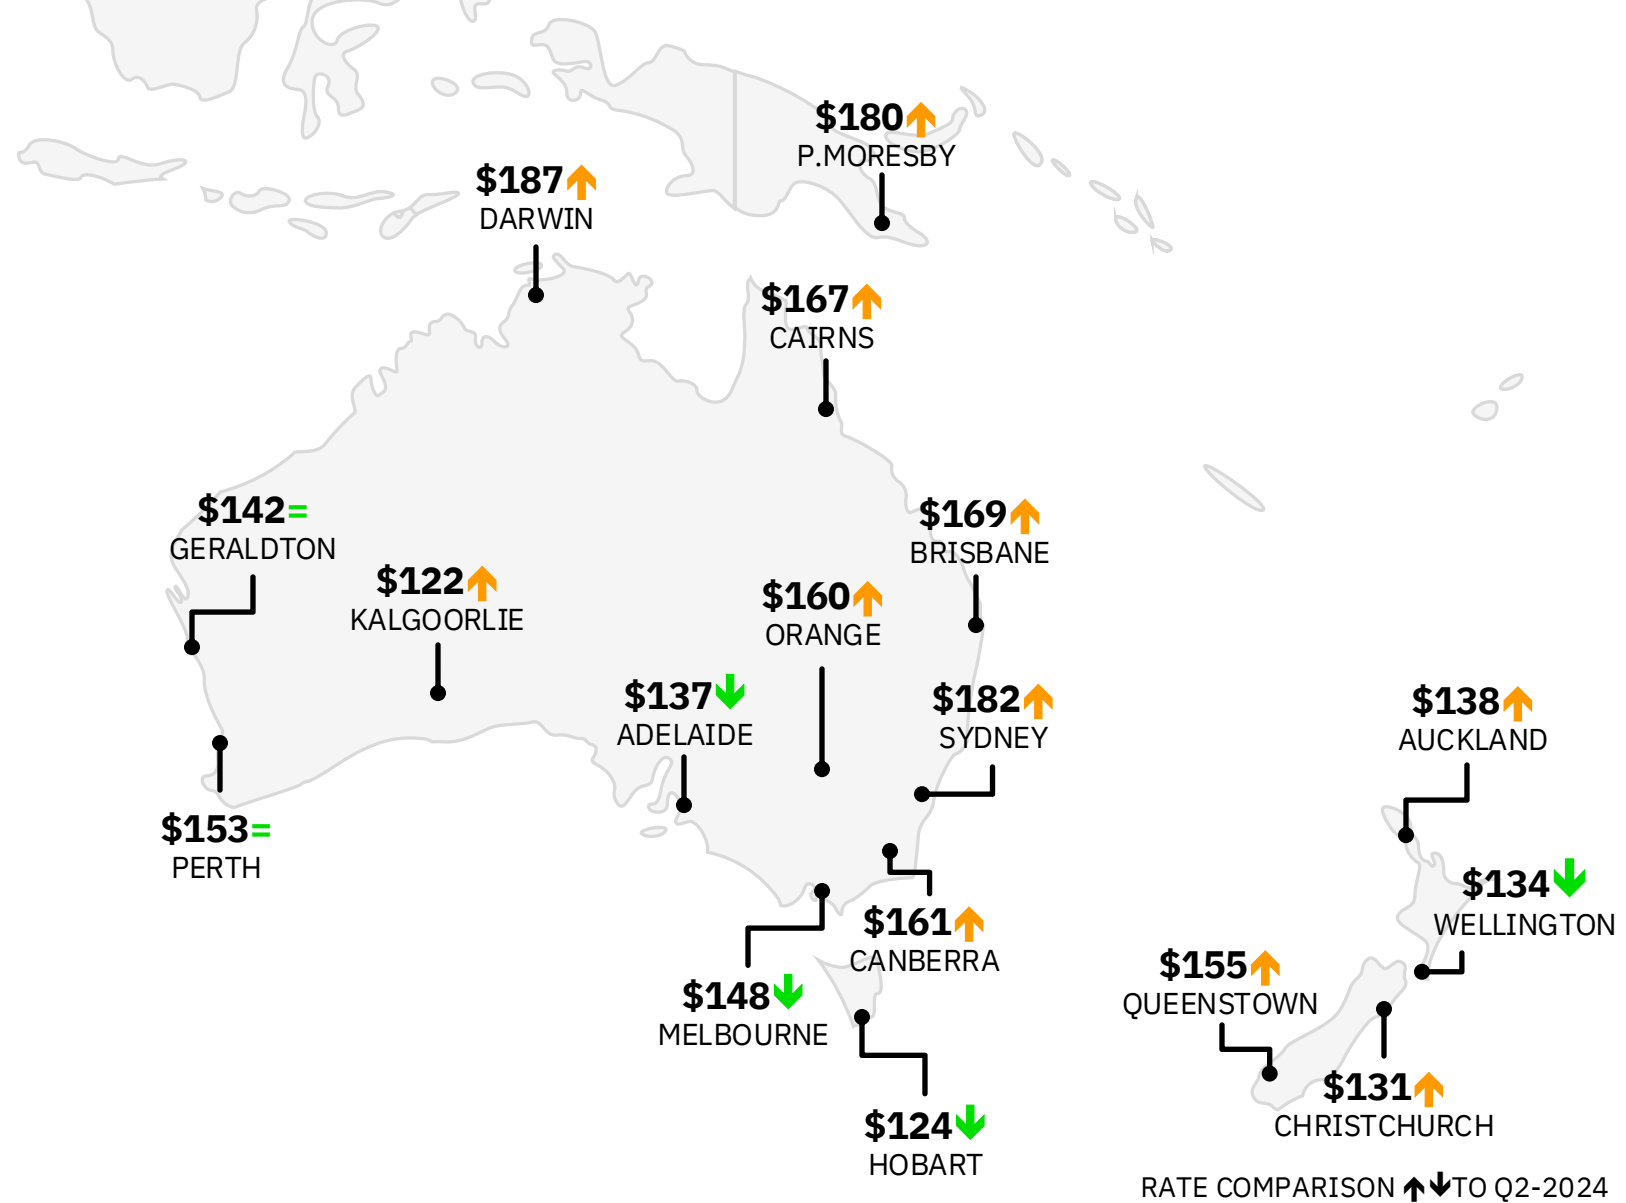 $180
P.MORESBY
$187
DARWIN
$167
CAIRNS
$142=
GERALDTON
$169
BRISBANE
$122
KALGOORLIE
$160
ORANGE
$137
ADELAIDE
$182
SYDNEY
$138
AUCKLAND
$153=
PERTH
$134
WELLINGTON
$161
CANBERRA
$155
QUEENSTOWN
$148
MELBOURNE
$131
CHRISTCHURCH
$124
HOBART
RATE COMPARISON ↑↓TO Q2-2024